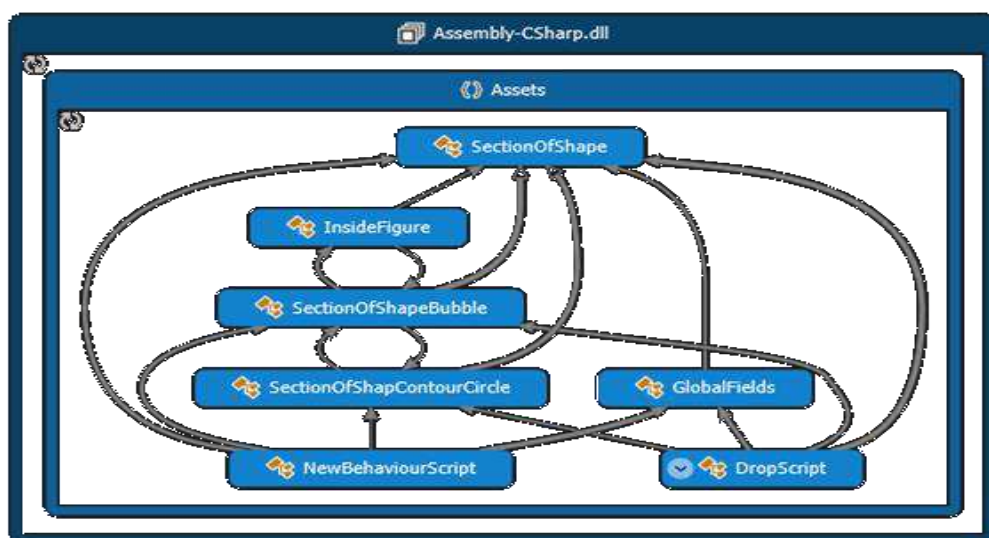 Assembly-CSharp.dll
Assets
SectionOfShape
InsideFigure
SectionOfShapeBubble
SectionOfShapContourCircle
GlobalFields
NewBehaviourScript
DropScript